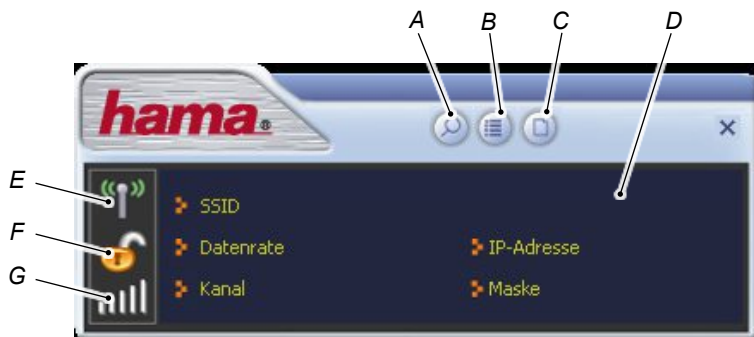 A B C D
hama.
E
SSID
F
Datenrate IP-Adresse
G
Kanal Maske